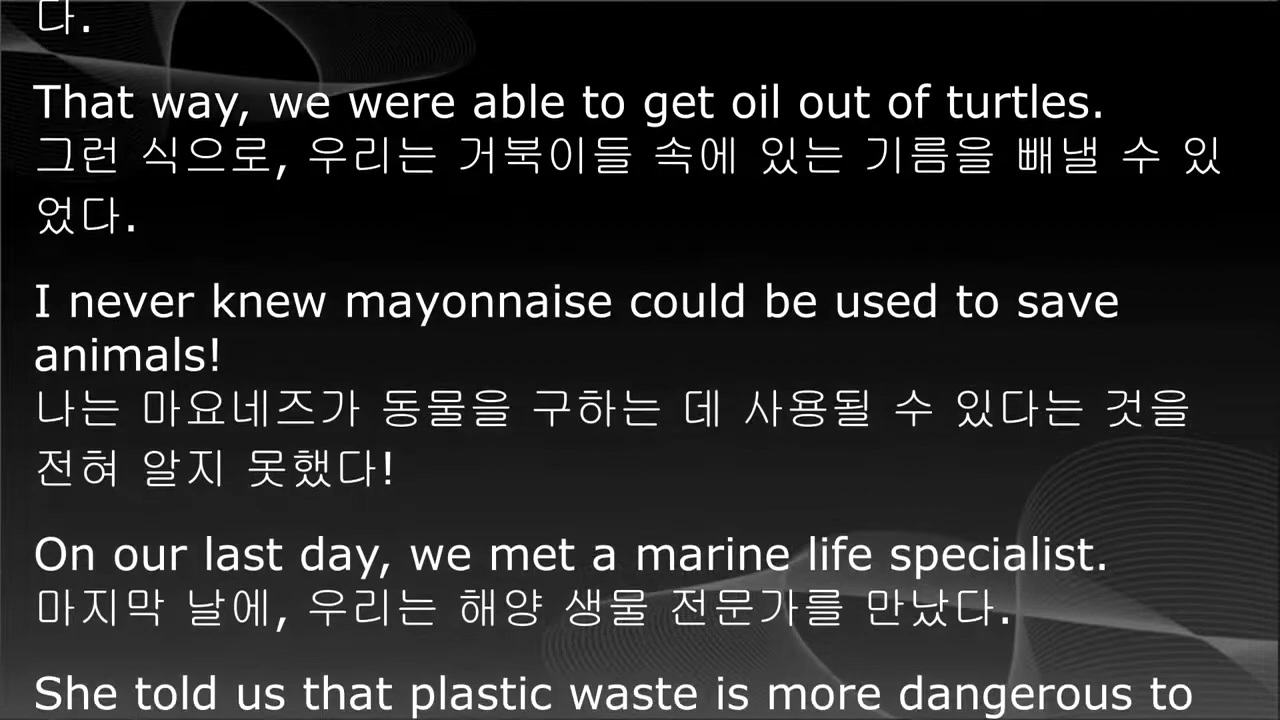 다.
That way, we were able to get oil out of turtles.
그런 식으로, 우리는 거북이들 속에 있는 기름을 빼낼 수 있
었다.
I never knew mayonnaise could be used to save
animals!
나는 마요네즈가 동물을 구하는 데 사용될 수 있다는 것을
전혀 알지 못했다!
On our last day, we met a marine life specialist.
마지막 날에, 우리는 해양 생물 전문가를 만났다.
She told us that plastic waste is more dangerous to